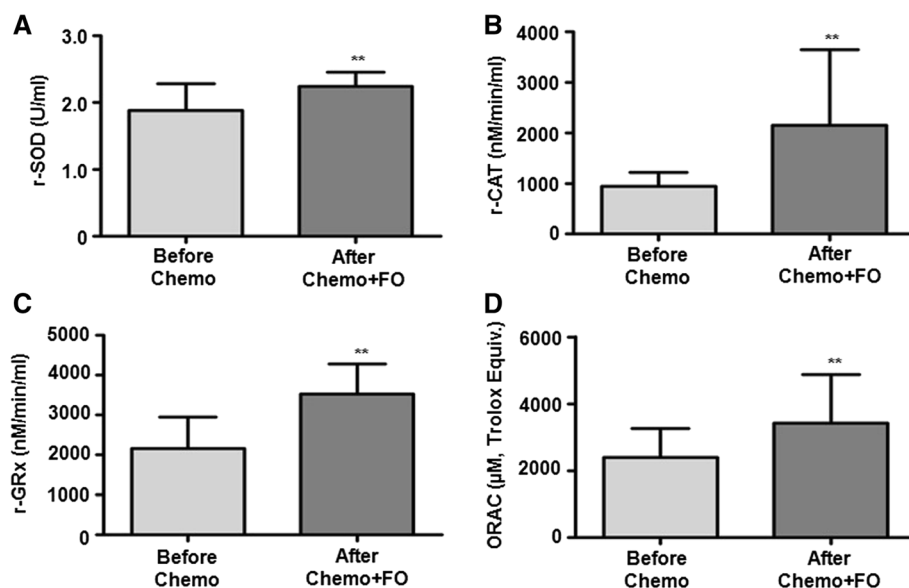 A
r-SOD (U/ml)
3.0
2.0
1.0
0
**
Before
Chemo
After
Chemo+FO
B
r-CAT (nM/min/ml)
4000
3000
2000
1000
0
**
Before
Chemo
After
Chemo+FO
C
r-GRx (nM/min/ml)
5000
4000
3000
2000
1000
0
**
Before
Chemo
After
Chemo+FO
D
ORAC (µM, Trolox Equiv.)
6000
4000
2000
0
**
Before
Chemo
After
Chemo+FO